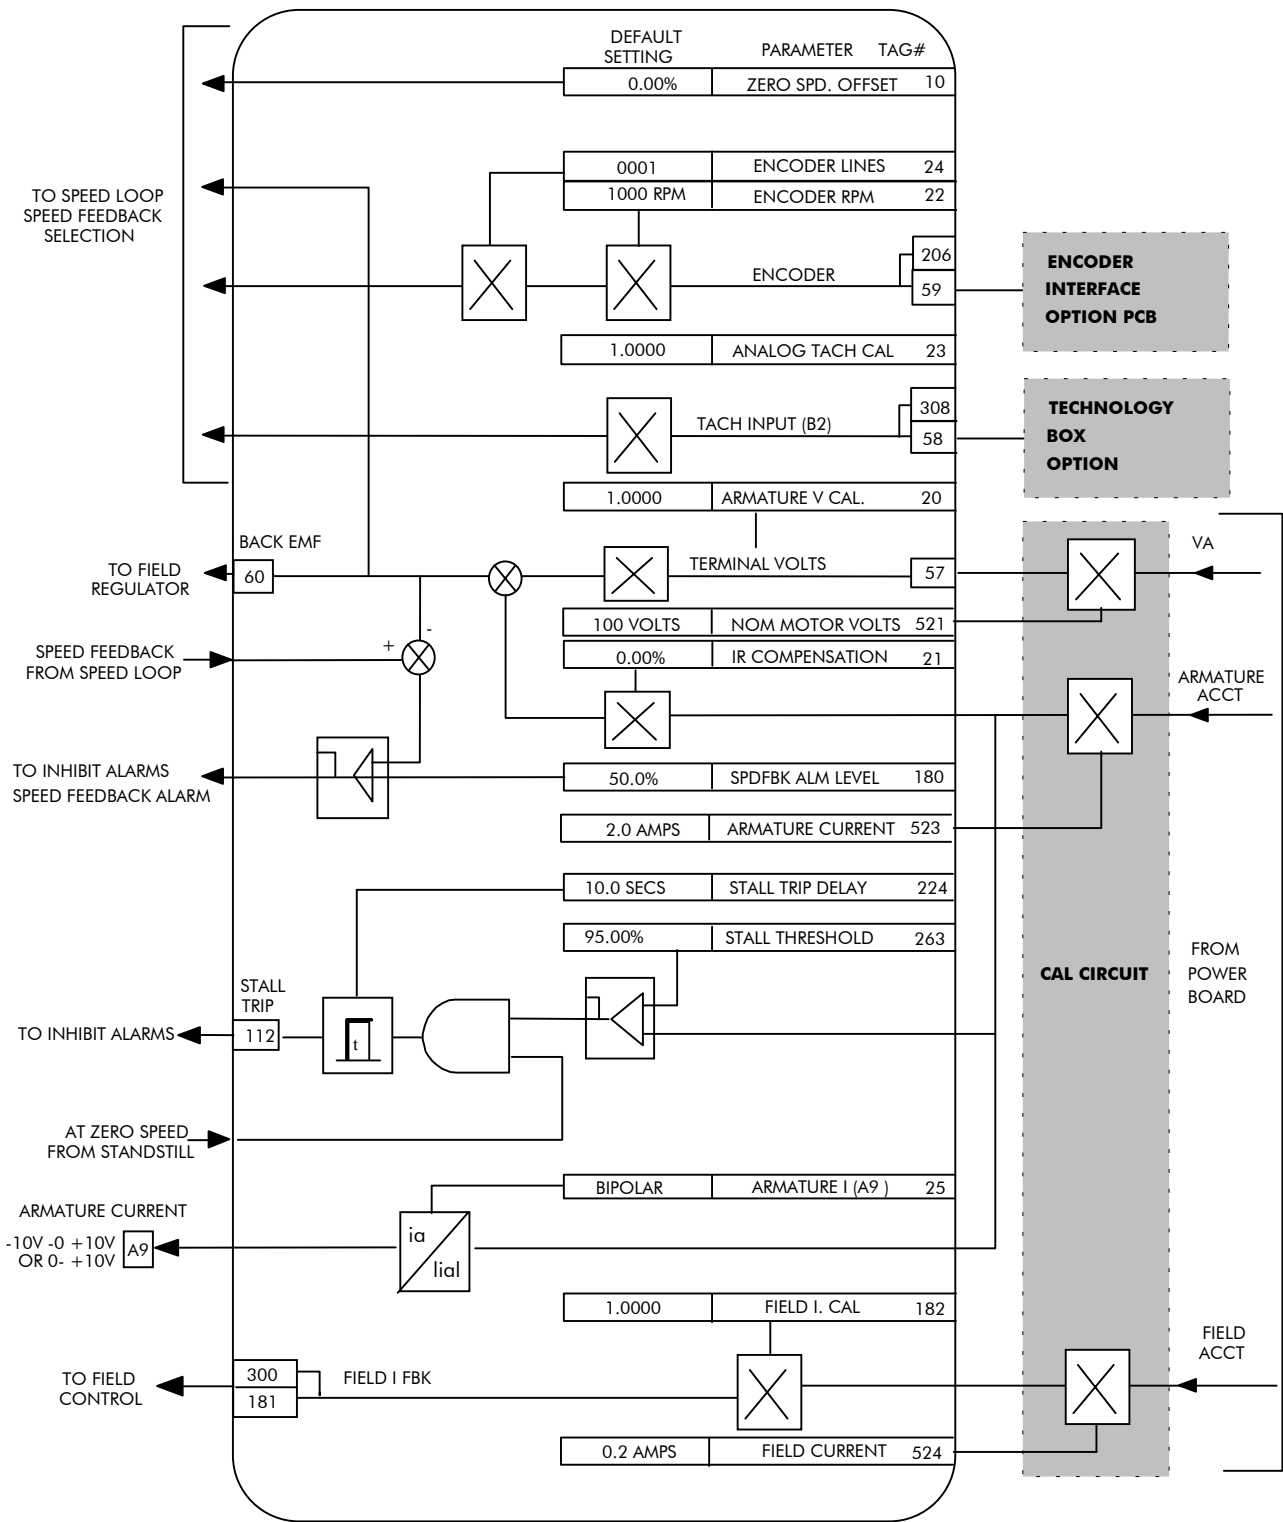 DEFAULT
SETTING
PARAMETER TAG#
0.00% ZERO SPD. OFFSET 10
0001 ENCODER LINES 24
1000 RPM ENCODER RPM 22
TO SPEED LOOP
SPEED FEEDBACK
SELECTION
ENCODER
206
59
ENCODER
INTERFACE
OPTION PCB
1.0000 ANALOG TACH CAL 23
TACH INPUT (B2)
308
58
TECHNOLOGY
BOX
OPTION
1.0000 ARMATURE V CAL. 20
BACK EMF
TO FIELD
REGULATOR
60
TERMINAL VOLTS
57
VA
100 VOLTS NOM MOTOR VOLTS 521
0.00% IR COMPENSATION 21
+
-
SPEED FEEDBACK
FROM SPEED LOOP
ARMATURE
ACCT
TO INHIBIT ALARMS
SPEED FEEDBACK ALARM
50.0% SPDFBK ALM LEVEL 180
2.0 AMPS ARMATURE CURRENT 523
10.0 SECS STALL TRIP DELAY 224
95.00% STALL THRESHOLD 263
CAL CIRCUIT
FROM
POWER
BOARD
STALL
TRIP
TO INHIBIT ALARMS
112
t
AT ZERO SPEED
FROM STANDSTILL
BIPOLAR ARMATURE I (A9 ) 25
ARMATURE CURRENT
-10V -0 +10V
OR 0- +10V
A9
ia
lial
1.0000 FIELD I. CAL 182
FIELD
ACCT
TO FIELD
CONTROL
300
181
FIELD I FBK
0.2 AMPS FIELD CURRENT 524